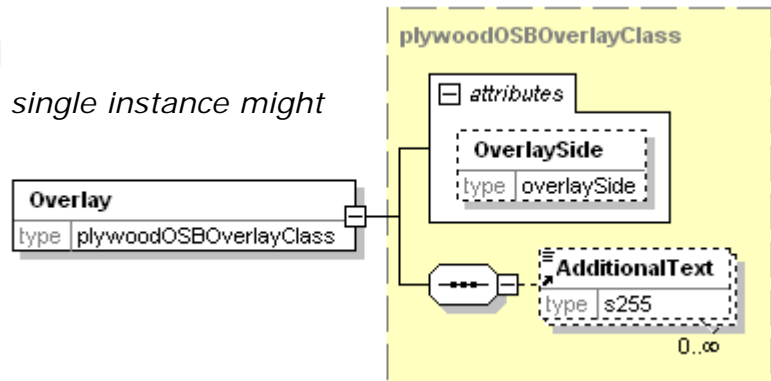 plywoodOSBOverlayClass
single instance might
attributes
OverlaySide
type overlaySide
Overlay
type plywoodOSBOverlayClass
AdditionalText
type s255
0..∞